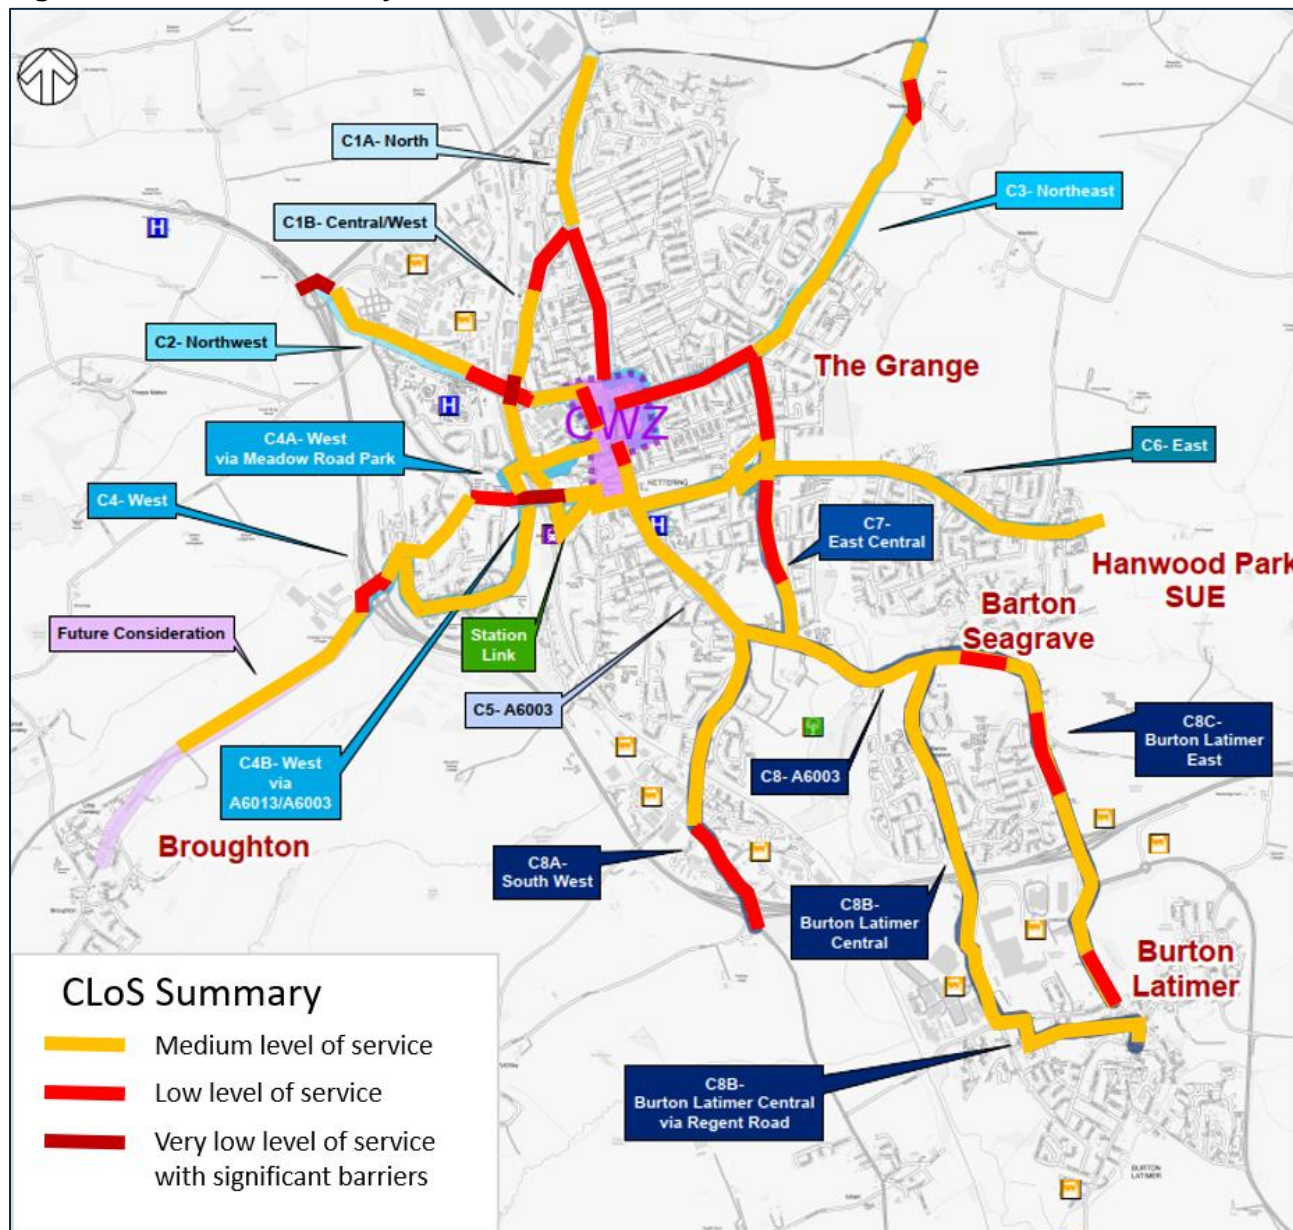 C1A- North
C3- Northeast
C1B- Central/West
C2- Northwest
The Grange
CWZ
C4A- West
via Meadow Road Park
C6- East
KETTERING
C4- West
C7-
East Central
Hanwood Park
SUE
Barton
Seagrave
Future Consideration
Station
Link
C5- A6003
C8C-
Burton Latimer
East
C4B- West
via
A6013/A6003
C8- A6003
Broughton
C8A-
South West
C8B-
Burton Latimer
Central
Burton
Latimer
C8B-
Burton Latimer Central
via Regent Road
BURTON
LATIMER
Broughton
CLoS Summary
Medium level of service
Low level of service
Very low level of service
with significant barriers
H
H
H